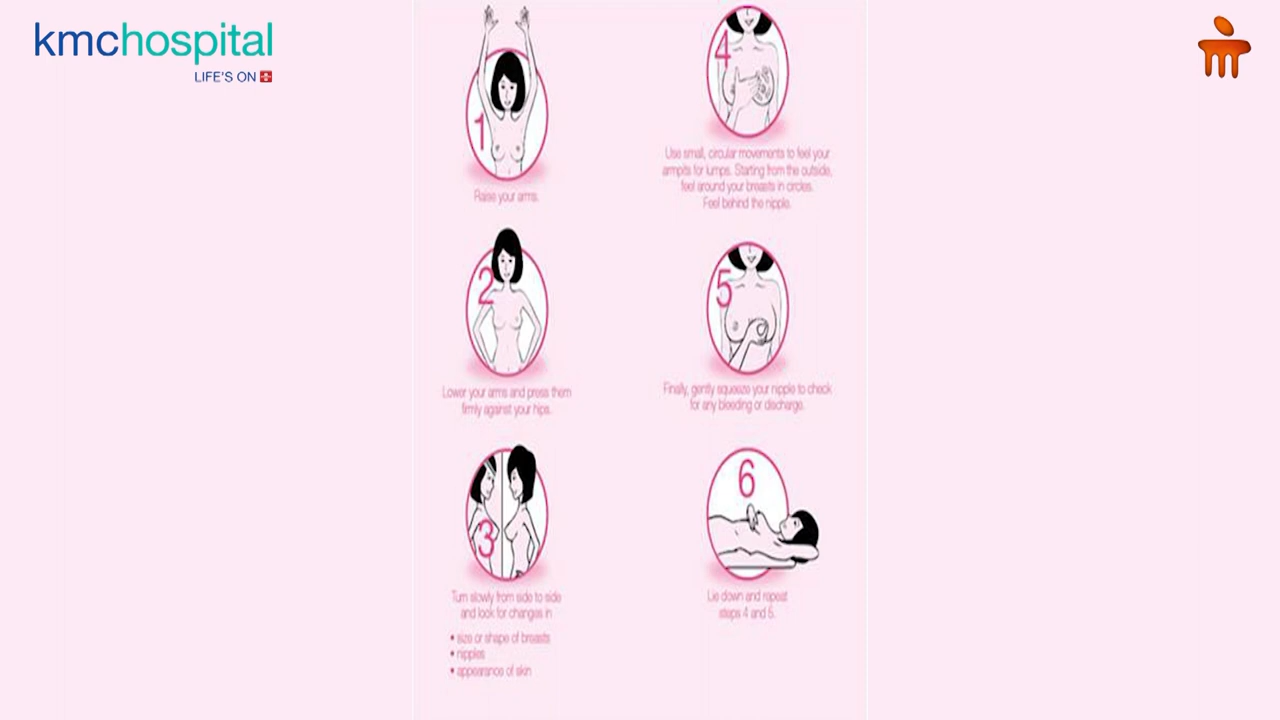 kmchospital
LIFE'S ON
1
Raise your arms.
2
Lower your arms and press them
firmly against your hips.
3
Turn slowly from side to side
and look for changes in
• size or shape of breasts
• nipples
• appearance of skin
4
Use small, circular movements to feel your
armpits for lumps. Starting from the outside,
feel around your breasts in circles.
Feel behind the nipple.
5
Finally, gently squeeze your nipple to check
for any bleeding or discharge.
6
Lie down and repeat
steps 4 and 5.